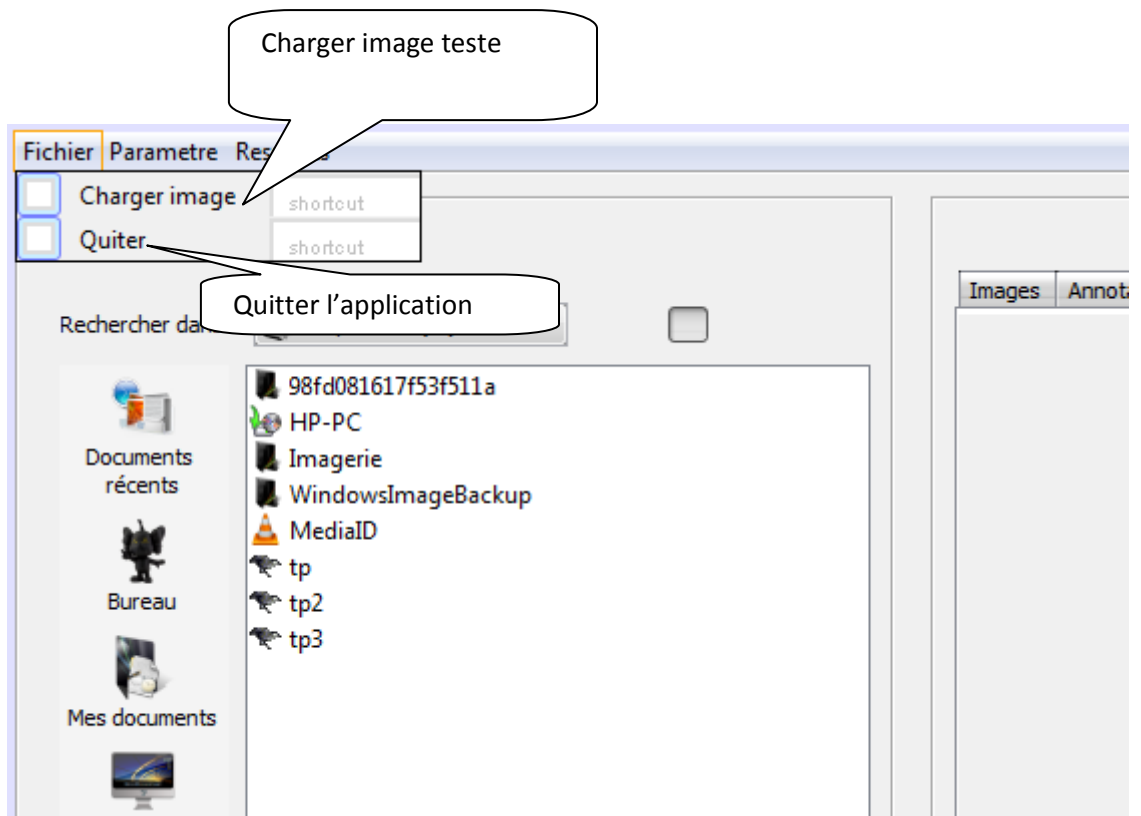 Charger image teste
Fichier Parametre
Charger image shortcut
Quiter shortcut
Quitter l’application
Images
Rechercher
98fd081617f53f511a
HP-PC
Imagerie
WindowsImageBackup
MediaID
tp
tp2
tp3
Documents
récents
Bureau
Mes documents